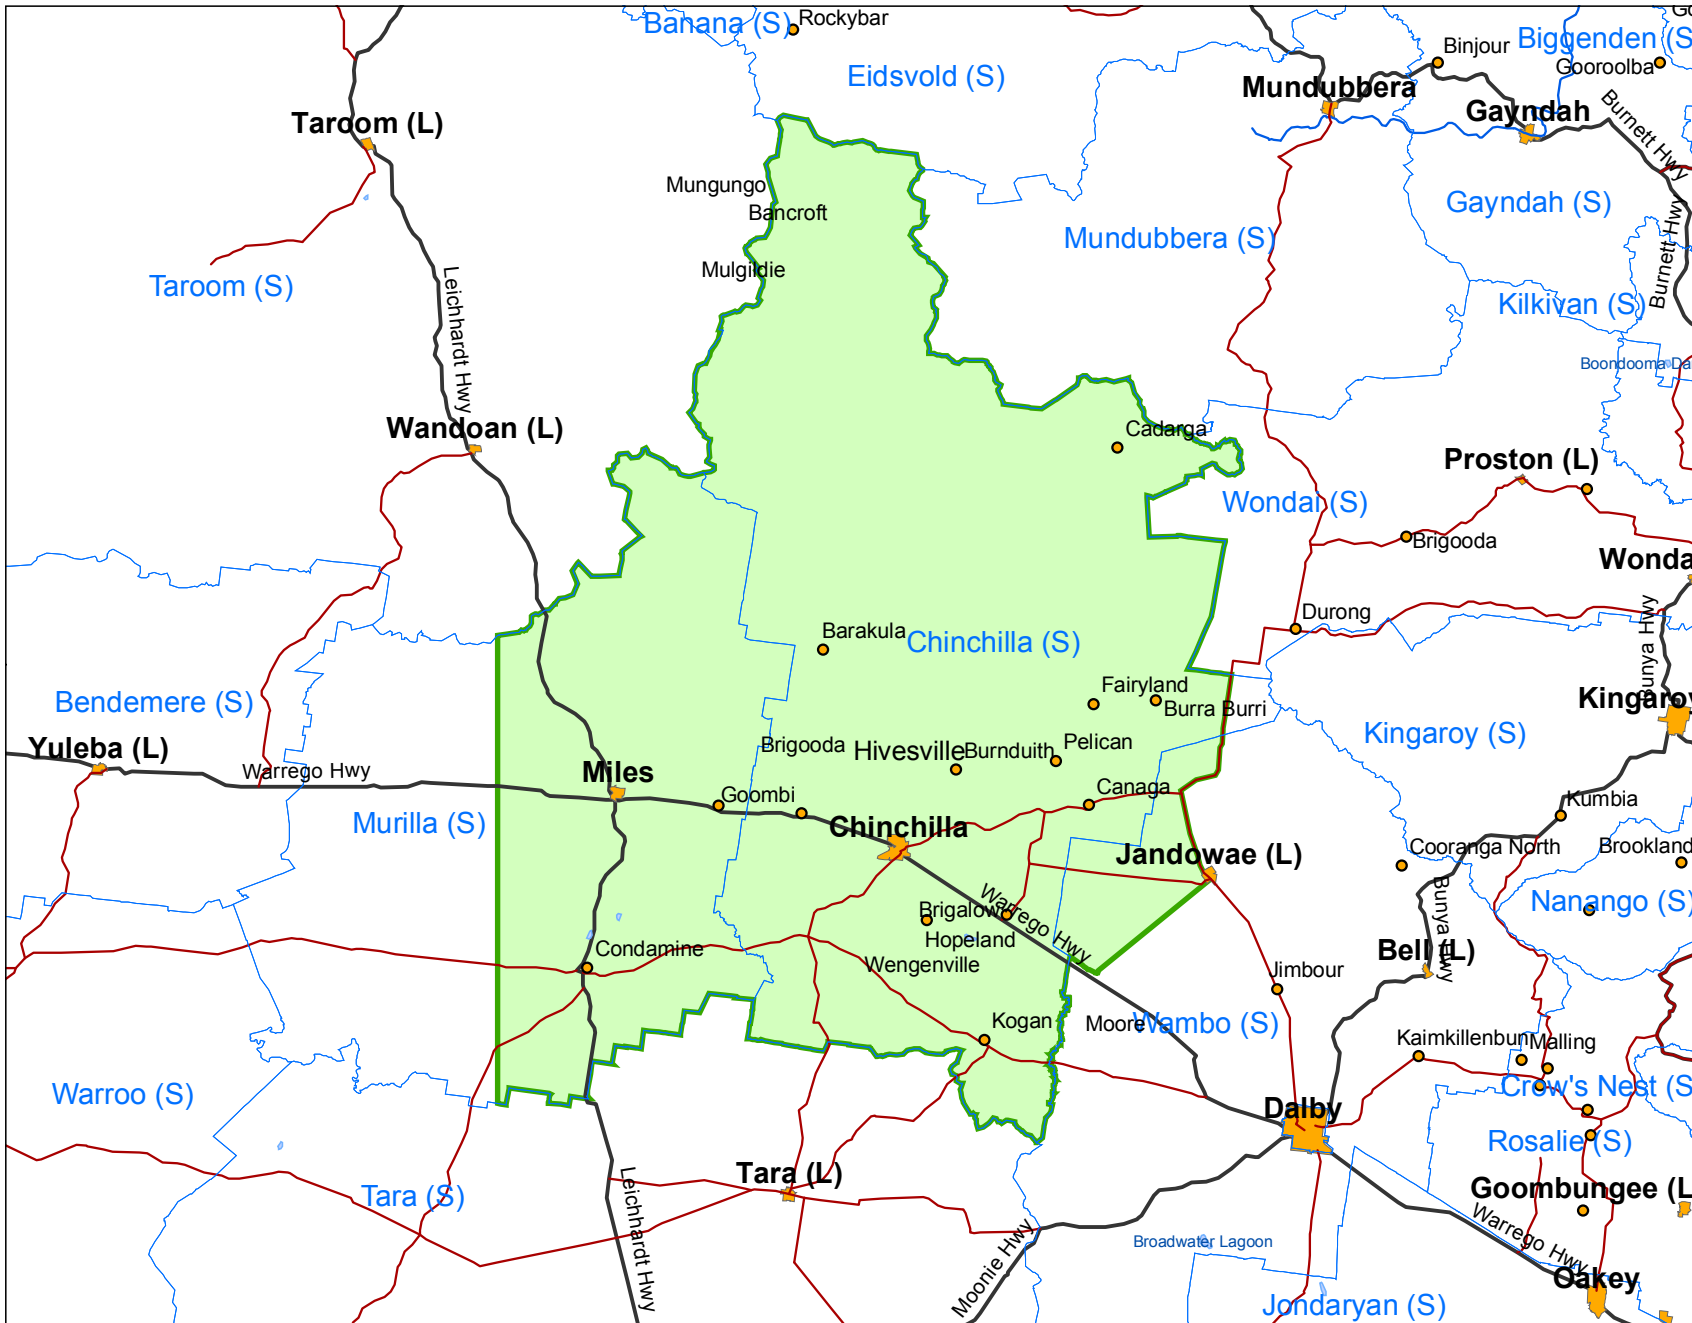 Banana (S)
Rockybar
Eidsvold (S)
Binjour
Biggenden (S
Gooroolba
Mundubbera
Gayndah
Burnett Hwy
Taroom (L)
Mungungo
Bancroft
Gayndah (S)
Burnett Hwy
Mundubbera (S)
Mulgildie
Taroom (S)
Leichhardt Hwy
Kilkivan (S)
Boondooma Da
Wandoan (L)
Cadarga
Proston (L)
Wondai (S)
Brigooda
Wonda
Durong
Bunya Hwy
Barakula
Chinchilla (S)
Fairyland
Burra Burri
Bendemere (S)
Kingaroy
Kingaroy (S)
Yuleba (L)
Warrego Hwy
Miles
Brigooda
Hivesville
Burnduith
Pelican
Goombi
Canaga
Kumbia
Murilla (S)
Chinchilla
Jandowae (L)
Cooranga North
Brookland
Nanango (S)
Bunya Hwy
Brigalow
Warrego Hwy
Hopeland
Condamine
Wengenville
Bell (L)
Jimbour
Kogan
Moore
Wambo (S)
Kaimkillenbun
Malling
Warroo (S)
Crow's Nest (S
Dalby
Rosalie (S)
Tara (S)
Tara (L)
Leichhardt Hwy
Goombungee (L
Warrego Hwy
Moonie Hwy
Broadwater Lagoon
Oakey
Jondaryan (S)